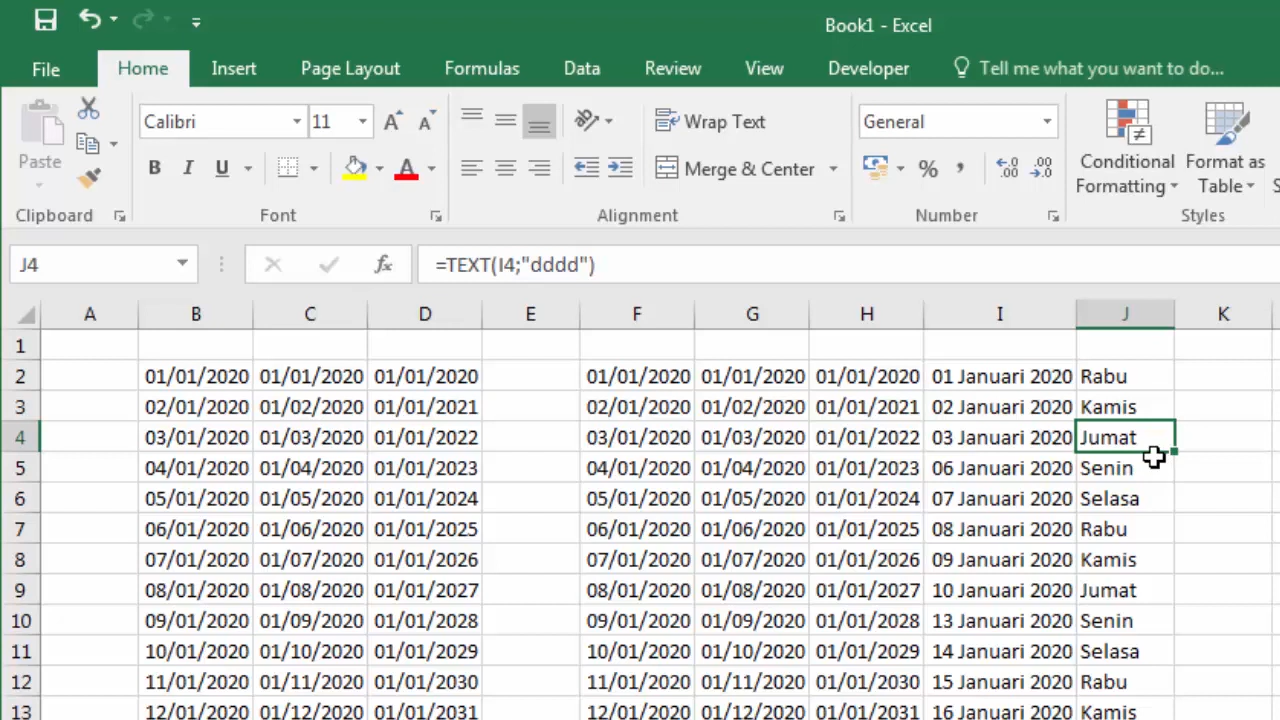 Book1 - Excel
File Home Insert Page Layout Formulas Data Review View Developer Tell me what you want to do...
Paste
Clipboard
Calibri 11
B I U
Font
Wrap Text
Merge & Center
Alignment
General
% , .00 .0
Number
Conditional Formatting
Format as Table
Styles
J4 fx =TEXT(I4;"dddd")
A B C D E F G H I J K
1
2 01/01/2020 01/01/2020 01/01/2020 01/01/2020 01/01/2020 01/01/2020 01 Januari 2020 Rabu
3 02/01/2020 01/02/2020 01/01/2021 02/01/2020 01/02/2020 01/01/2021 02 Januari 2020 Kamis
4 03/01/2020 01/03/2020 01/01/2022 03/01/2020 01/03/2020 01/01/2022 03 Januari 2020 Jumat
5 04/01/2020 01/04/2020 01/01/2023 04/01/2020 01/04/2020 01/01/2023 06 Januari 2020 Senin
6 05/01/2020 01/05/2020 01/01/2024 05/01/2020 01/05/2020 01/01/2024 07 Januari 2020 Selasa
7 06/01/2020 01/06/2020 01/01/2025 06/01/2020 01/06/2020 01/01/2025 08 Januari 2020 Rabu
8 07/01/2020 01/07/2020 01/01/2026 07/01/2020 01/07/2020 01/01/2026 09 Januari 2020 Kamis
9 08/01/2020 01/08/2020 01/01/2027 08/01/2020 01/08/2020 01/01/2027 10 Januari 2020 Jumat
10 09/01/2020 01/09/2020 01/01/2028 09/01/2020 01/09/2020 01/01/2028 13 Januari 2020 Senin
11 10/01/2020 01/10/2020 01/01/2029 10/01/2020 01/10/2020 01/01/2029 14 Januari 2020 Selasa
12 11/01/2020 01/11/2020 01/01/2030 11/01/2020 01/11/2020 01/01/2030 15 Januari 2020 Rabu
13 12/01/2020 01/12/2020 01/01/2031 12/01/2020 01/12/2020 01/01/2031 16 Januari 2020 Kamis